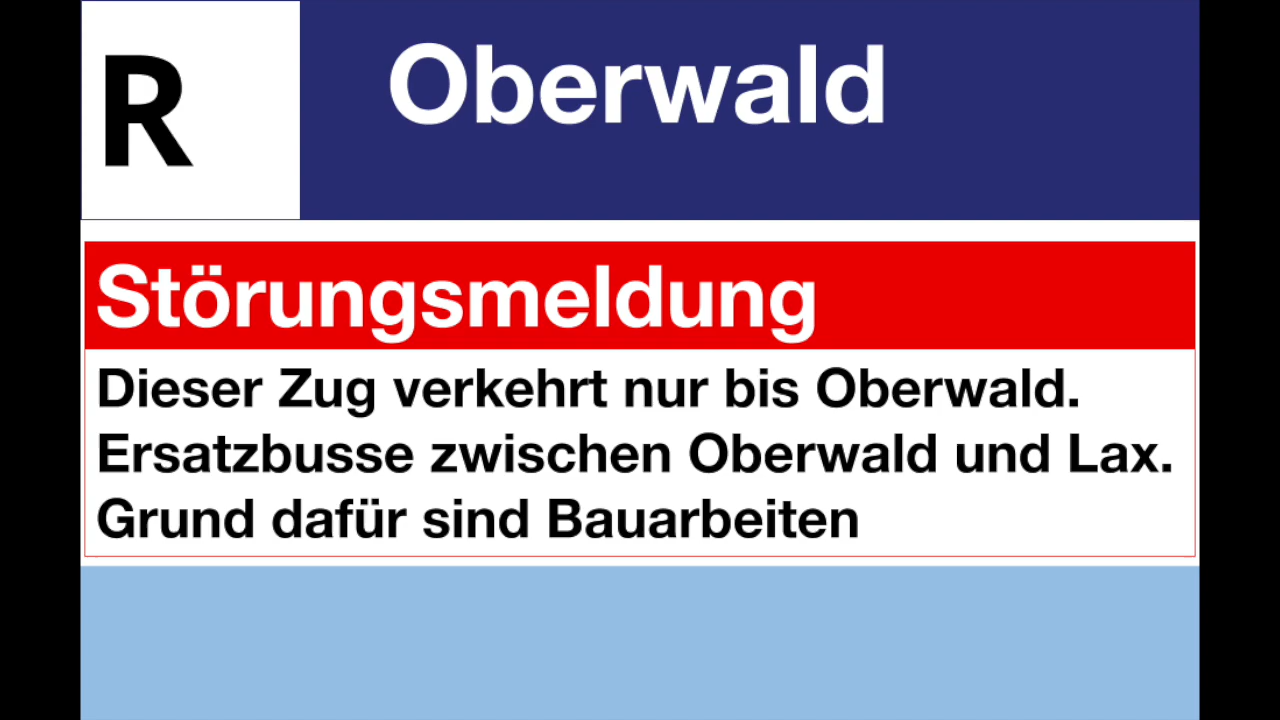 R
Oberwald
Störungsmeldung
Dieser Zug verkehrt nur bis Oberwald.
Ersatzbusse zwischen Oberwald und Lax.
Grund dafür sind Bauarbeiten